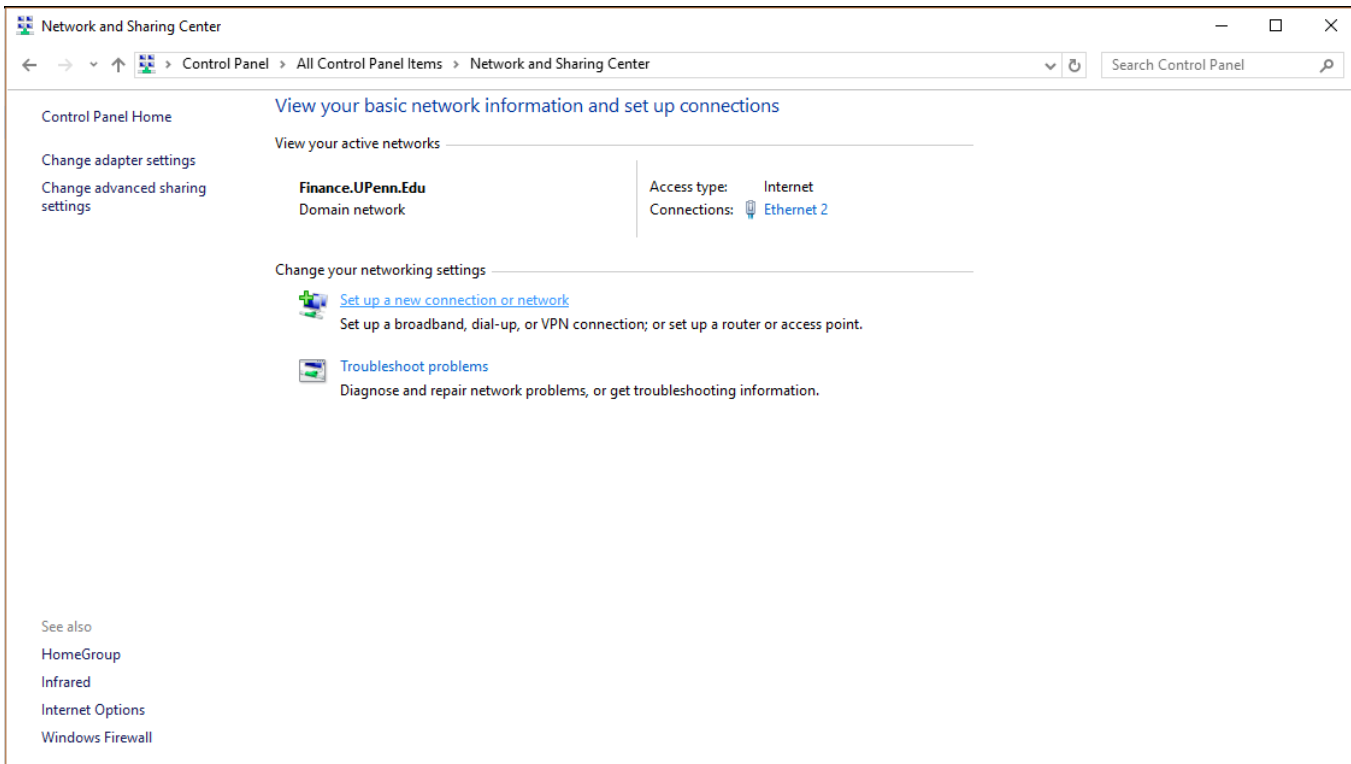 Network and Sharing Center
Control Panel > All Control Panel Items > Network and Sharing Center
Search Control Panel
Control Panel Home
Change adapter settings
Change advanced sharing
settings
See also
HomeGroup
Infrared
Internet Options
Windows Firewall
View your basic network information and set up connections
View your active networks
Finance.UPenn.Edu
Domain network
Access type: Internet
Connections: Ethernet 2
Change your networking settings
Set up a new connection or network
Set up a broadband, dial-up, or VPN connection; or set up a router or access point.
Troubleshoot problems
Diagnose and repair network problems, or get troubleshooting information.